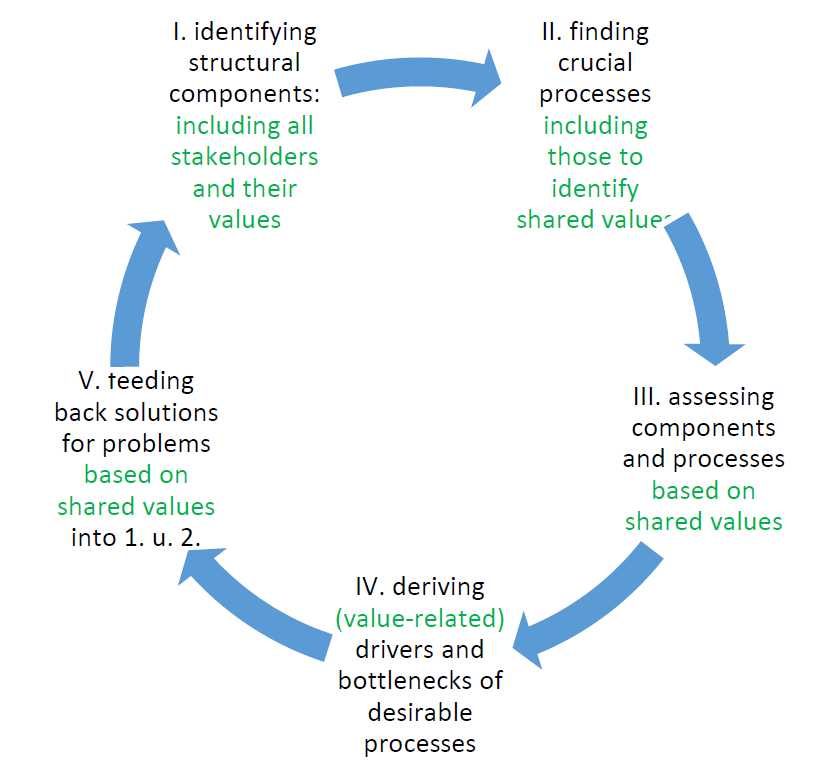 I. identifying
structural
components:
including all
stakeholders
and their
values
II. finding
crucial
processes
including
those to
identify
shared values
III. assessing
components
and processes
based on
shared values
IV. deriving
(value-related)
drivers and
bottlenecks of
desirable
processes
V. feeding
back solutions
for problems
based on
shared values
into 1. u. 2.